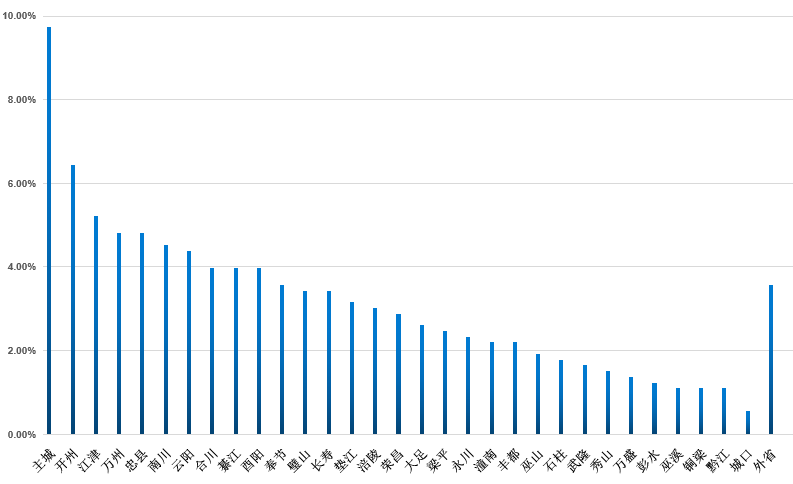 10.00%
8.00%
6.00%
4.00%
2.00%
0.00%
主城
开州
江津
万州
忠县
南川
云阳
合川
綦江
酉阳
奉节
璧山
长寿
垫江
涪陵
荣昌
大足
梁平
永川
潼南
丰都
巫山
石柱
武隆
秀山
万盛
彭水
巫溪
铜梁
黔江
城口
外省